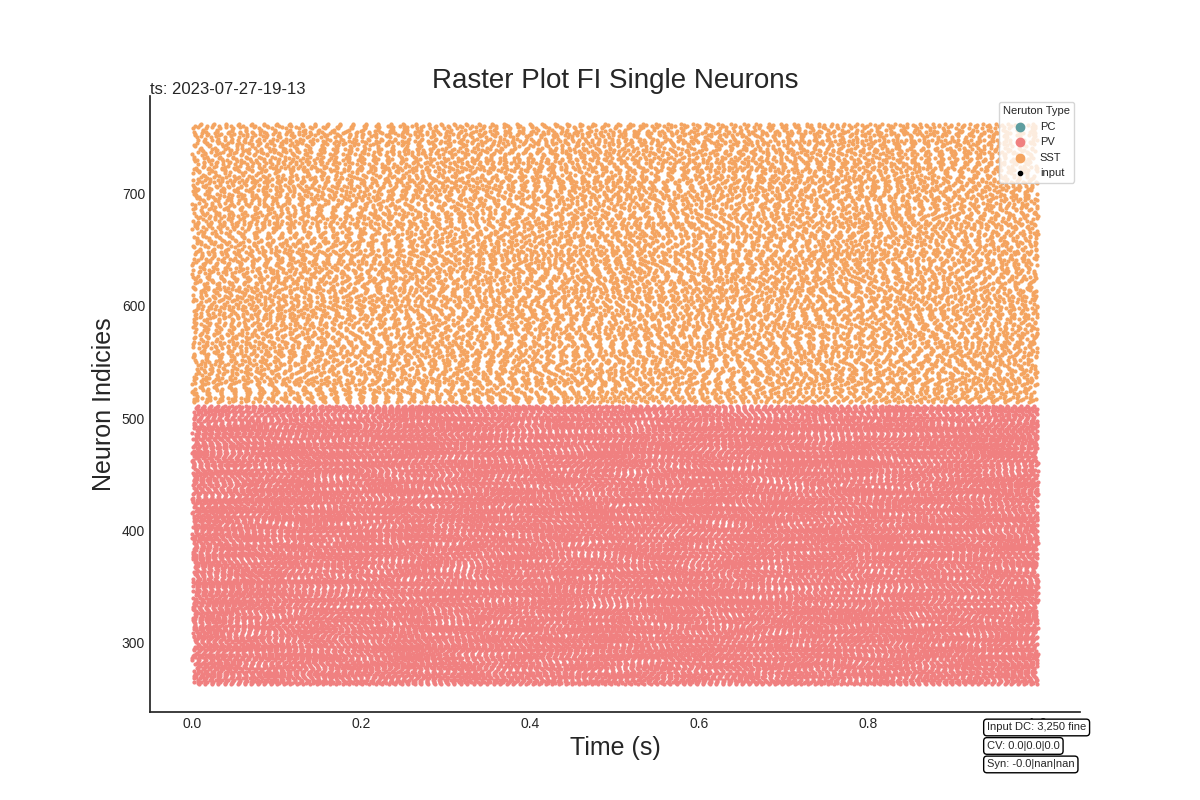 Raster Plot FI Single Neurons
ts: 2023-07-27-19-13
Neruton Type
PC
PV
SST
input
700
600
500
400
300
Neuron Indicies
0.0 0.2 0.4 0.6 0.8
Time (s)
Input DC: 3,250 fine
CV: 0.0|0.0|0.0
Syn: -0.0|nan|nan